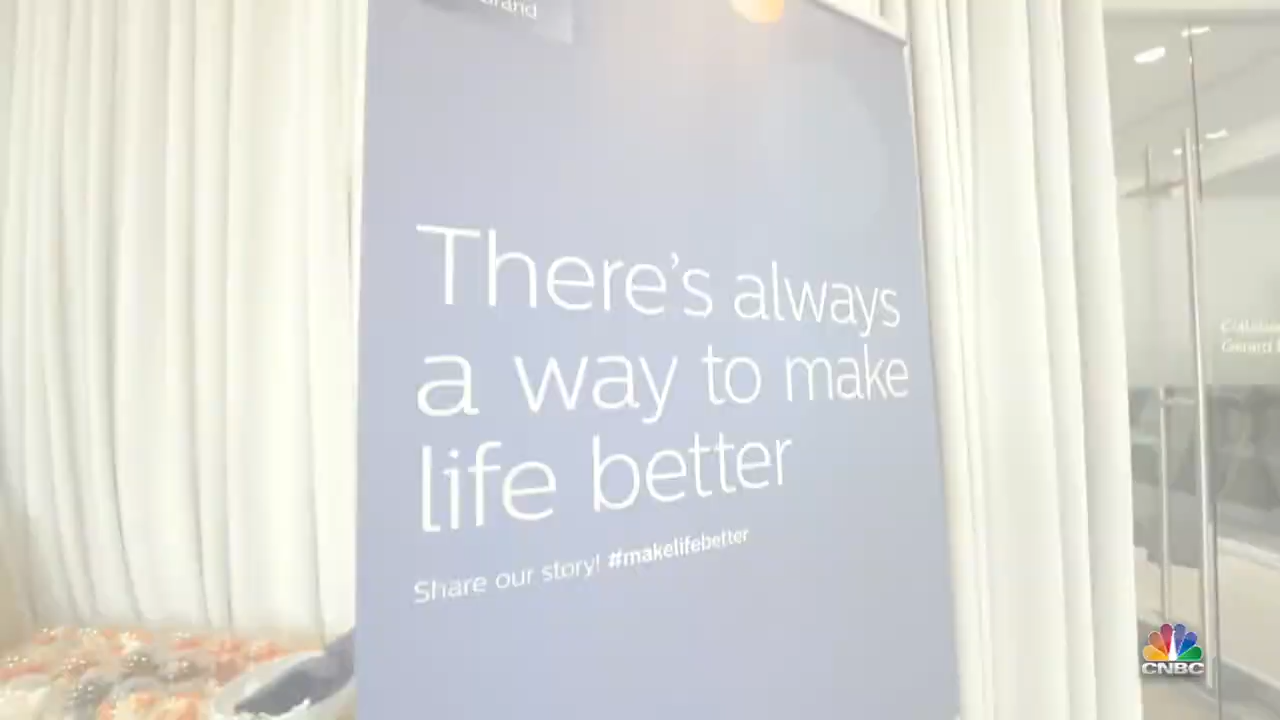 There's always
a way to make
life better
Share our story! #makelifebetter
CNBC